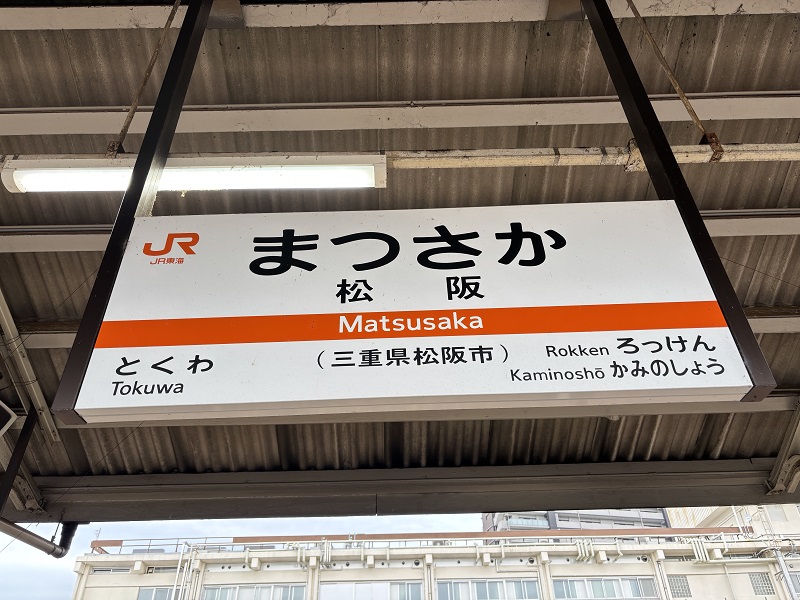 JR
JR東海
まつさか
松阪
Matsusaka
とくわ
Tokuwa
（三重県松阪市）
Rokken ろっけん
Kaminoshō かみのしょう